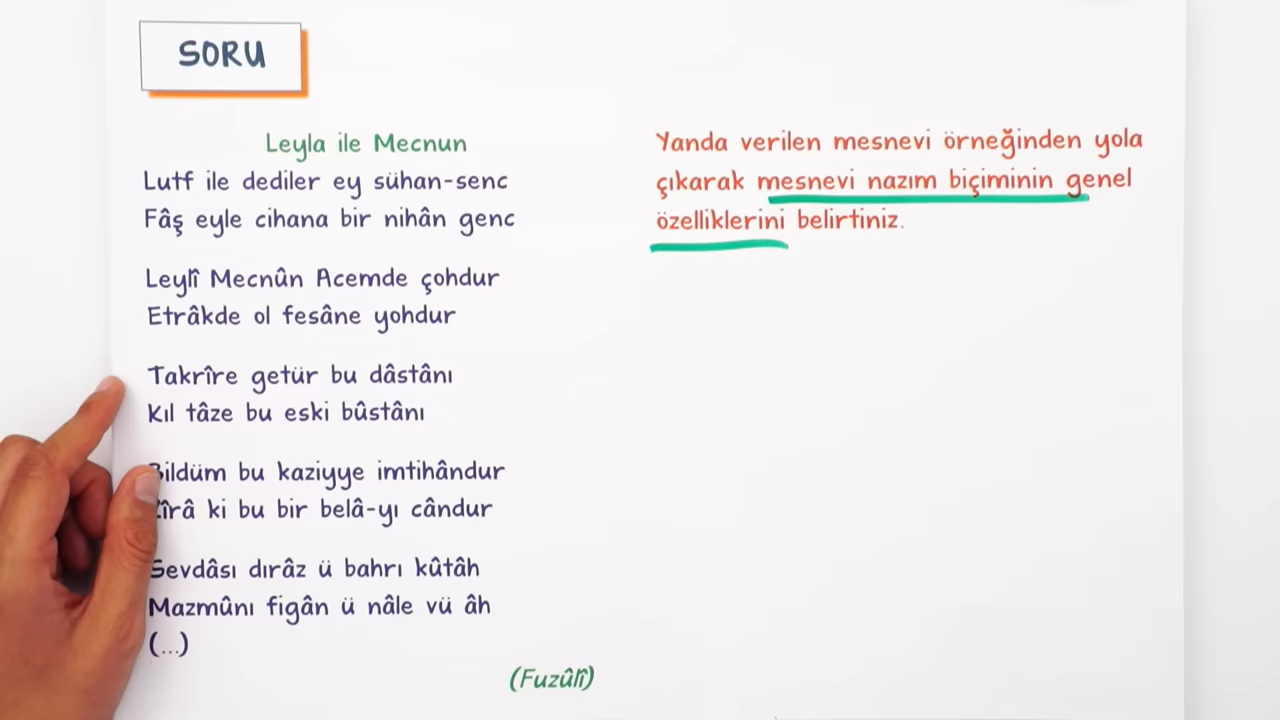 SORU
Leyla ile Mecnun
Lutf ile dediler ey sühan-senc
Fâş eyle cihana bir nihân genc
Leylî Mecnûn Acemde çohdur
Etrâkde ol fesâne yohdur
Takrîre getür bu dâstânı
Kıl tâze bu eski bûstânı
Bildüm bu kaziyye imtihândur
Zîrâ ki bu bir belâ-yı cândur
Sevdâsı dırâz ü bahrı kûtâh
Mazmûnı figân ü nâle vü âh
(...)
(Fuzûlî)
Yanda verilen mesnevi örneğinden yola
çıkarak mesnevi nazım biçiminin genel
özelliklerini belirtiniz.